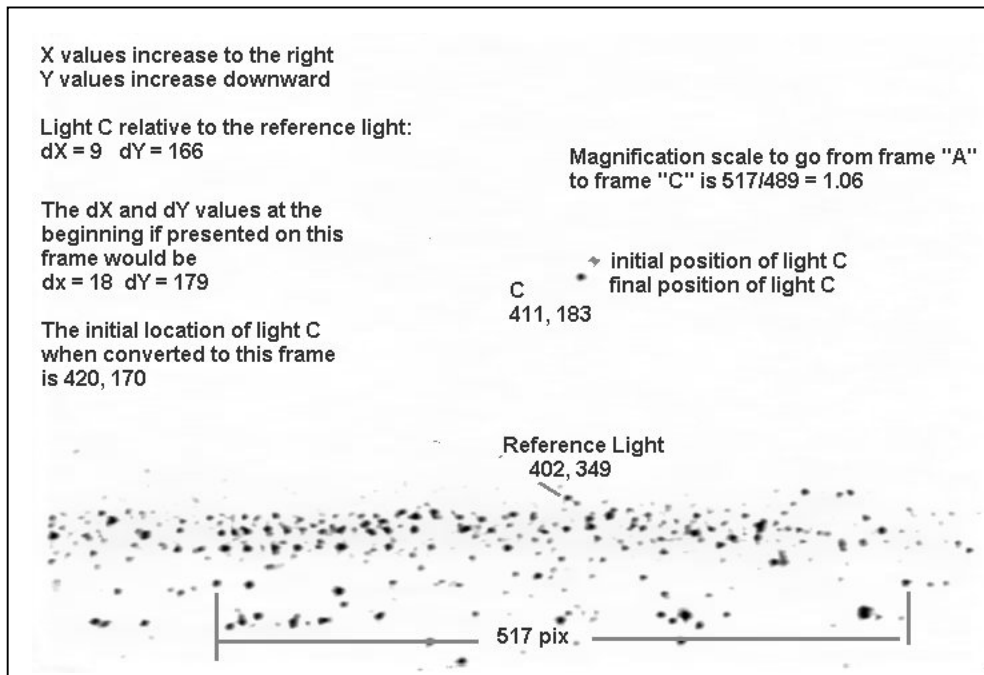 X values increase to the right
Y values increase downward
Light C relative to the reference light:
dX = 9 dY = 166
Magnification scale to go from frame "A"
to frame "C" is 517/489 = 1.06
The dX and dY values at the
beginning if presented on this
frame would be
dx = 18 dY = 179
initial position of light C
final position of light C
C
411, 183
The initial location of light C
when converted to this frame
is 420, 170
Reference Light
402, 349
517 pix